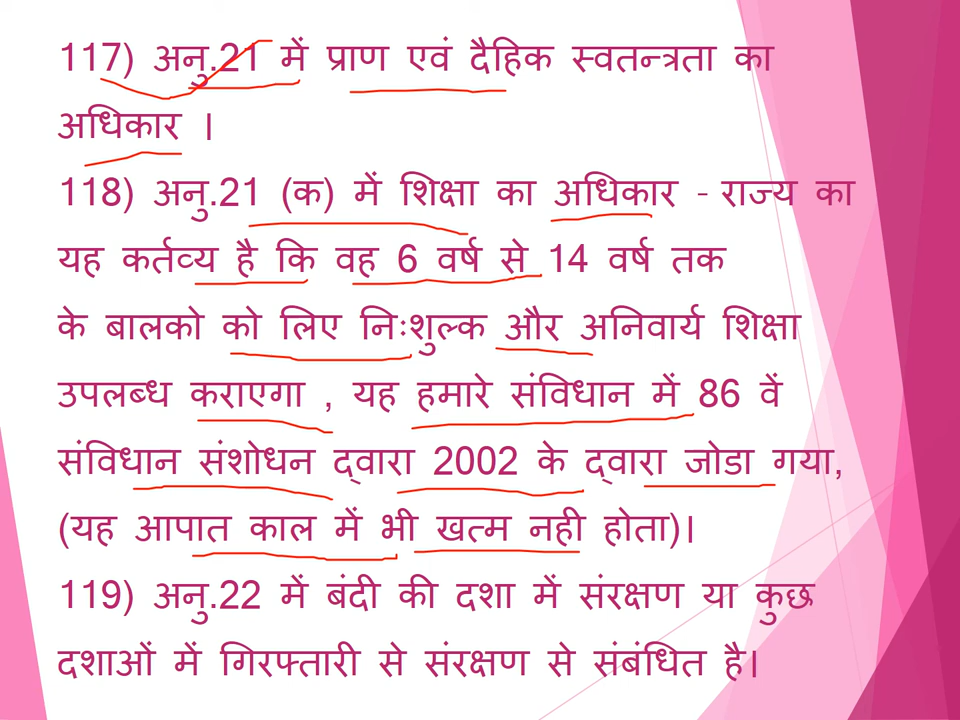 117) अनु.21 में प्राण एवं दैहिक स्वतन्त्रता का
अधिकार ।
118) अनु.21 (क) में शिक्षा का अधिकार - राज्य का
यह कर्तव्य है कि वह 6 वर्ष से 14 वर्ष तक
के बालको को लिए निःशुल्क और अनिवार्य शिक्षा
उपलब्ध कराएगा , यह हमारे संविधान में 86 वें
संविधान संशोधन द्वारा 2002 के द्वारा जोडा गया,
(यह आपात काल में भी खत्म नही होता)।
119) अनु.22 में बंदी की दशा में संरक्षण या कुछ
दशाओं में गिरफ्तारी से संरक्षण से संबंधित है।